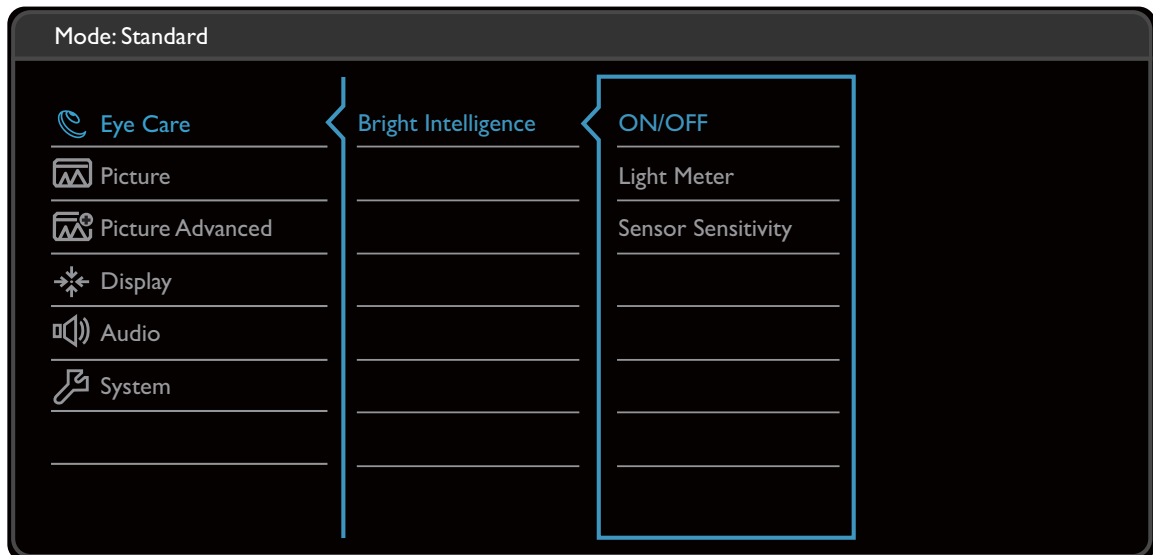 Mode: Standard
Eye Care
Bright Intelligence
ON/OFF
Picture
Light Meter
Picture Advanced
Sensor Sensitivity
Display
Audio
System